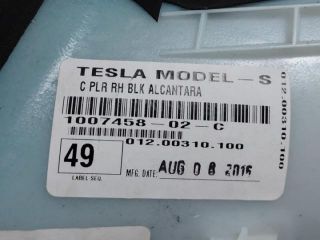 TESLA MODEL-S
C PLR RH BLK ALCANTARA
1007458-02-C
012.00310.100
49
LABEL SEQ.
MFG. DATE:
AUG 08 2015
012.00310.100